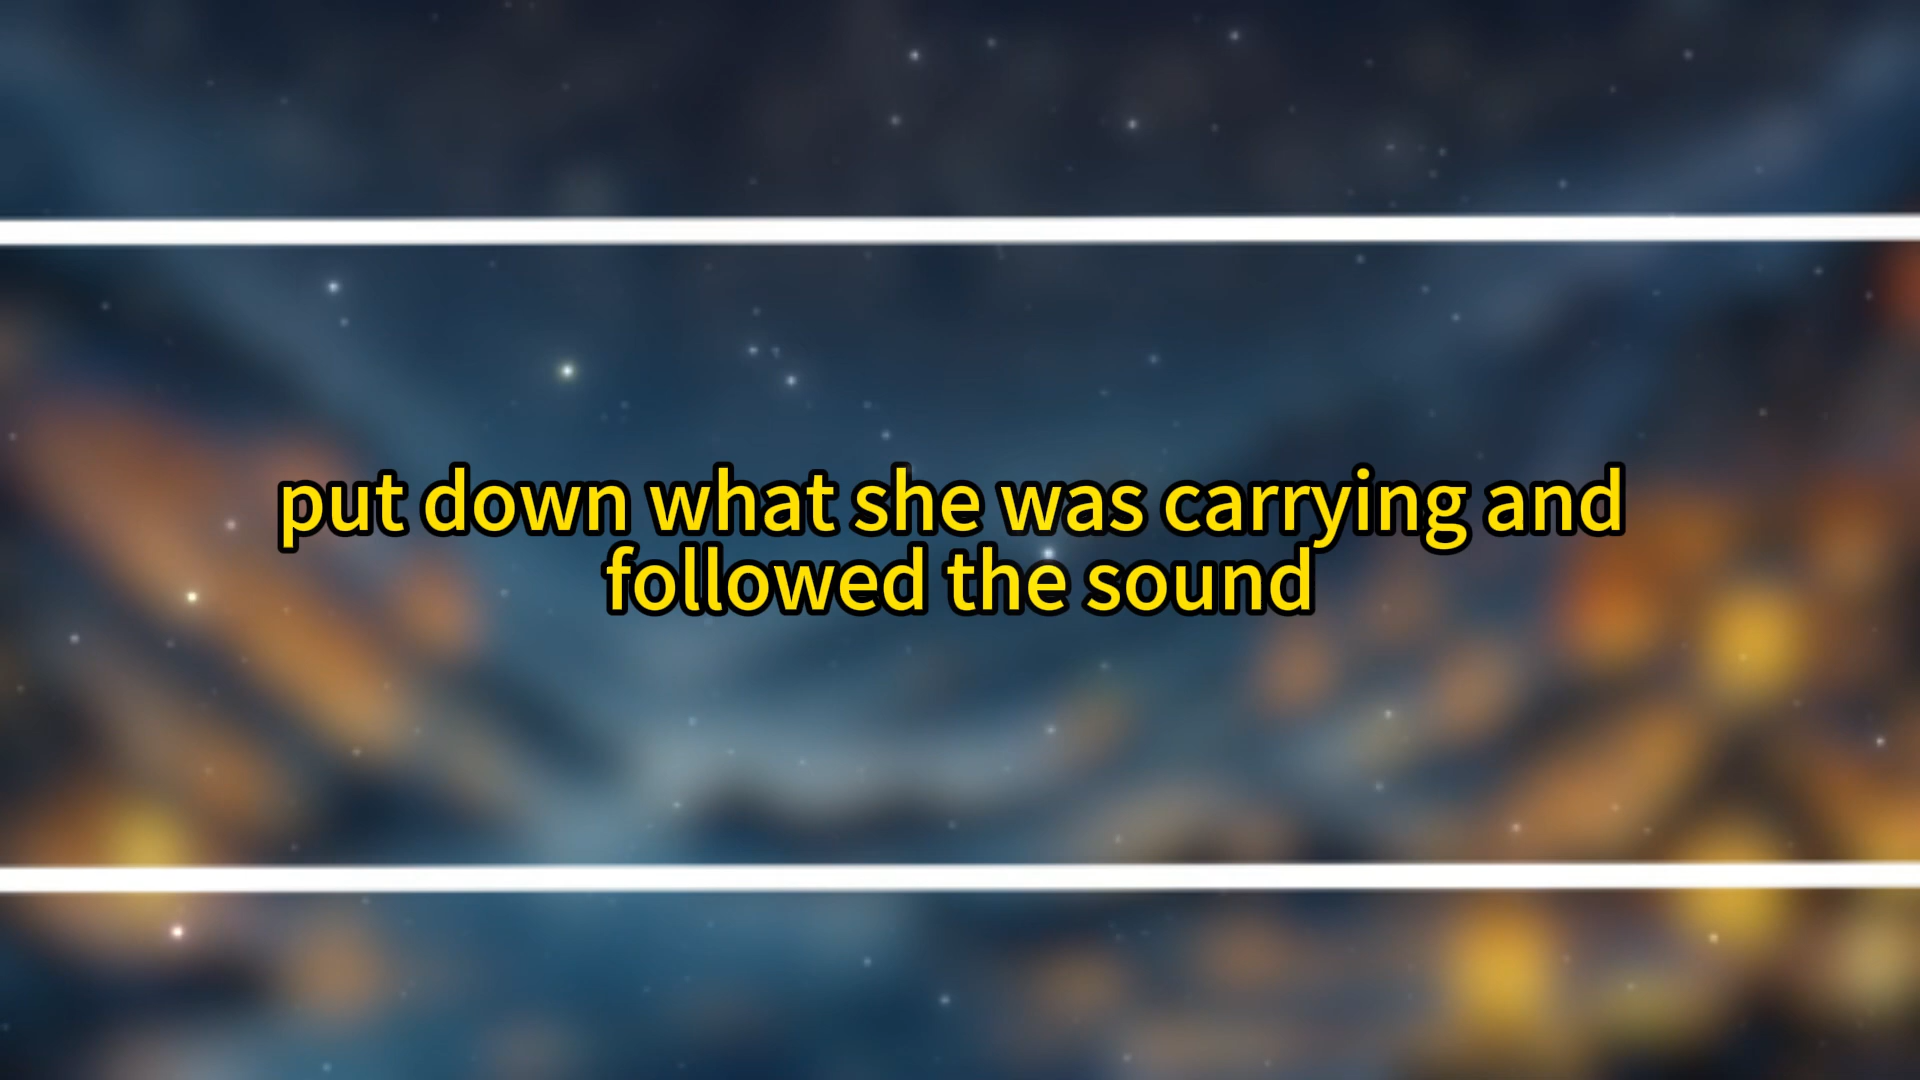 put down what she was carrying and
followed the sound